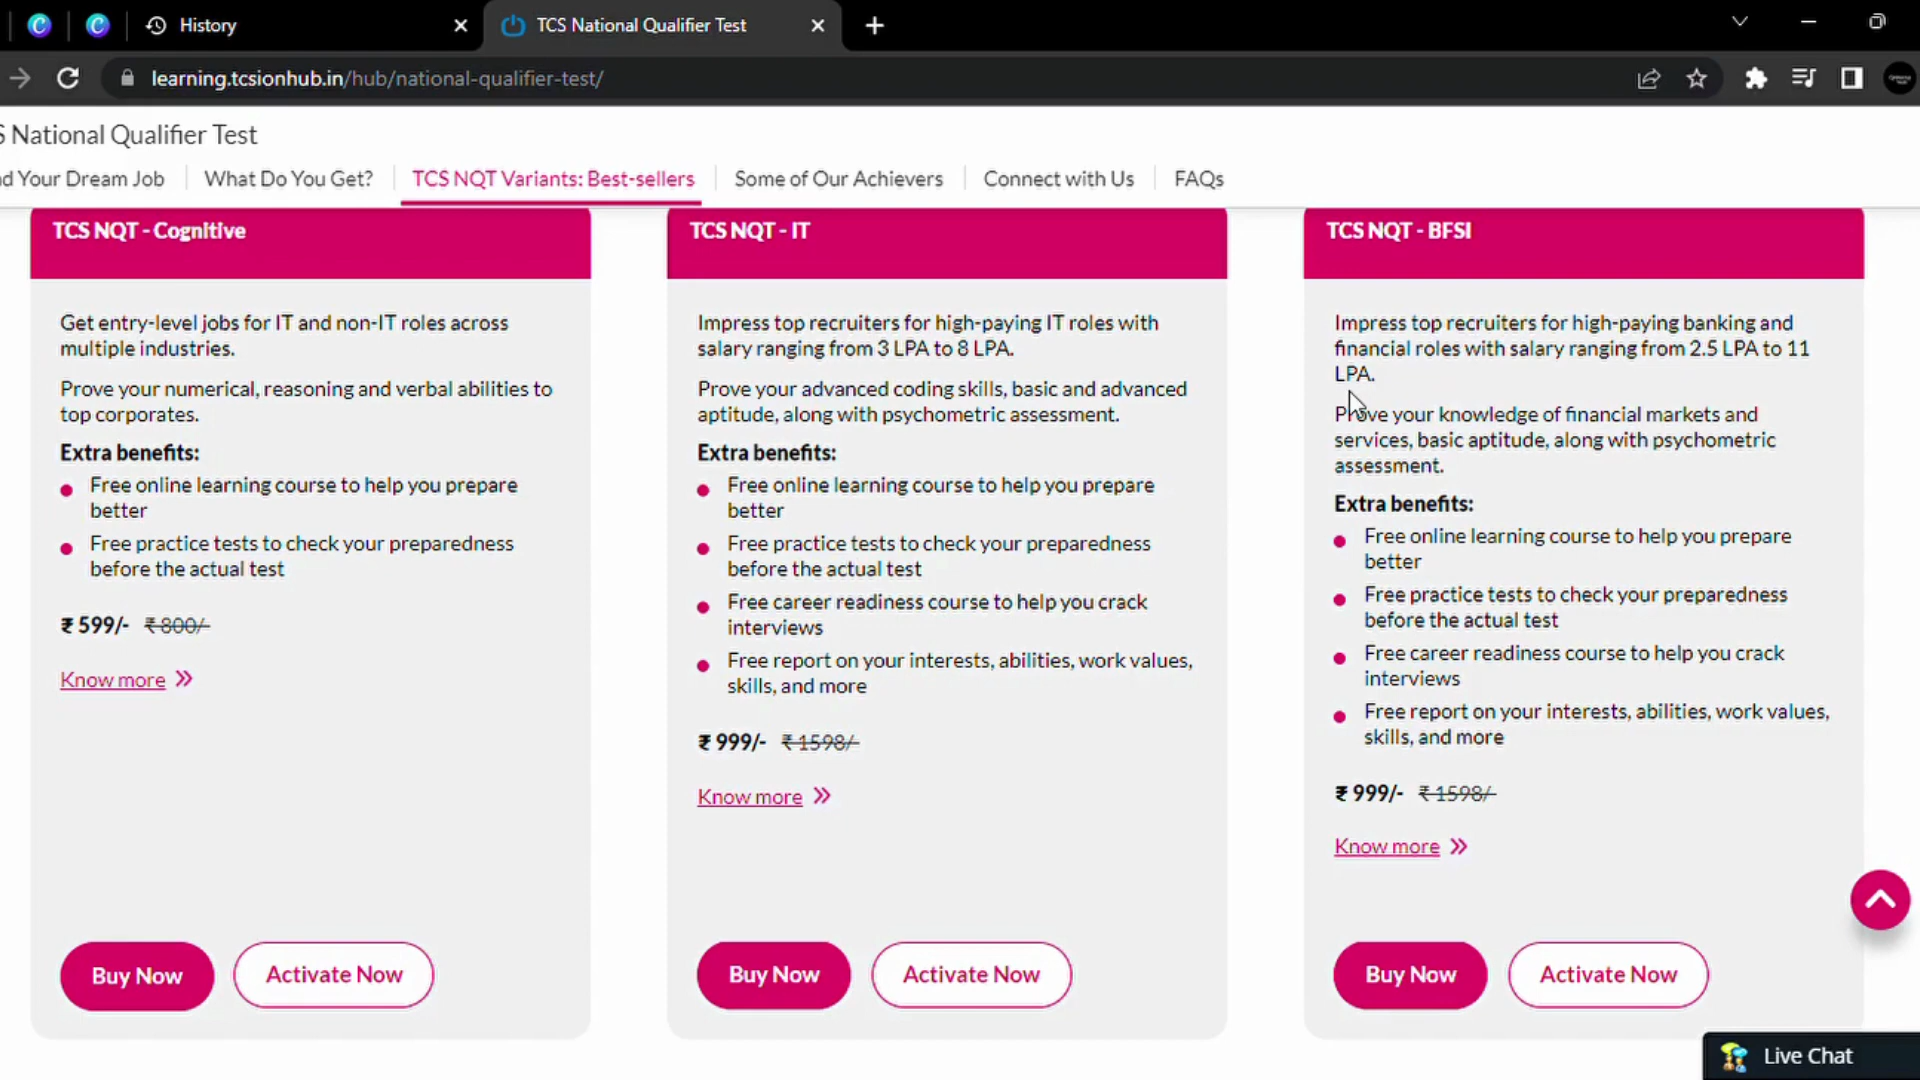 History
TCS National Qualifier Test
learning.tcsionhub.in/hub/national-qualifier-test/
S National Qualifier Test
d Your Dream Job
What Do You Get?
TCS NQT Variants: Best-sellers
Some of Our Achievers
Connect with Us
FAQs
TCS NQT - Cognitive
Get entry-level jobs for IT and non-IT roles across
multiple industries.
Prove your numerical, reasoning and verbal abilities to
top corporates.
Extra benefits:
Free online learning course to help you prepare
better
Free practice tests to check your preparedness
before the actual test
₹ 599/- ₹ 800/-
Know more
Buy Now
Activate Now
TCS NQT - IT
Impress top recruiters for high-paying IT roles with
salary ranging from 3 LPA to 8 LPA.
Prove your advanced coding skills, basic and advanced
aptitude, along with psychometric assessment.
Extra benefits:
Free online learning course to help you prepare
better
Free practice tests to check your preparedness
before the actual test
Free career readiness course to help you crack
interviews
Free report on your interests, abilities, work values,
skills, and more
₹ 999/- ₹ 1598/-
Know more
Buy Now
Activate Now
TCS NQT - BFSI
Impress top recruiters for high-paying banking and
financial roles with salary ranging from 2.5 LPA to 11
LPA.
Prove your knowledge of financial markets and
services, basic aptitude, along with psychometric
assessment.
Extra benefits:
Free online learning course to help you prepare
better
Free practice tests to check your preparedness
before the actual test
Free career readiness course to help you crack
interviews
Free report on your interests, abilities, work values,
skills, and more
₹ 999/- ₹ 1598/-
Know more
Buy Now
Activate Now
Live Chat